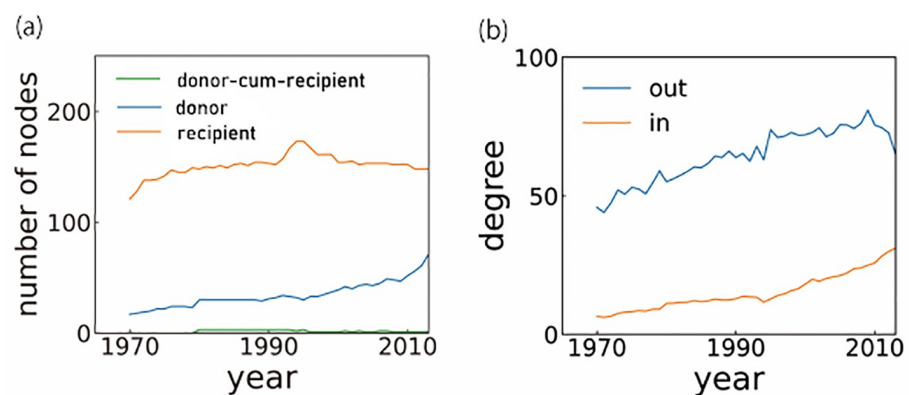 (a)
number of nodes
200
100
0
donor-cum-recipient
donor
recipient
1970
1990
2010
year
(b)
degree
100
50
0
out
in
1970
1990
2010
year